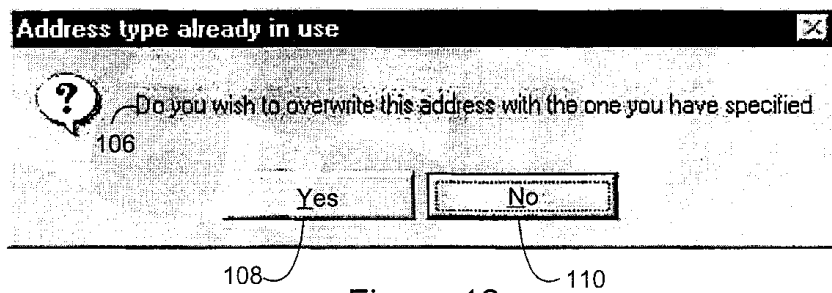 Address type already in use
?
Do you wish to overwrite this address with the one you have specified
106
Yes
No
108
110